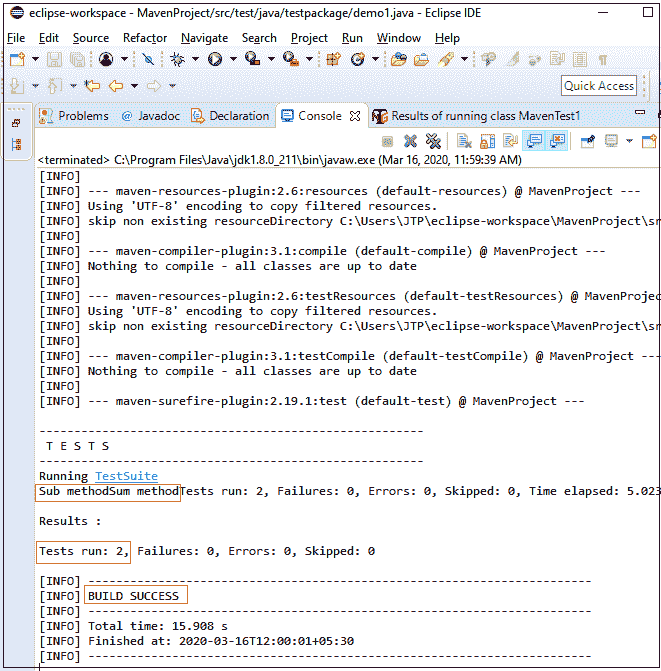 eclipse-workspace - MavenProject/src/test/java/testpackage/demo1.java - Eclipse IDE
File Edit Source Refactor Navigate Search Project Run Window Help
Quick Access
Problems @ Javadoc Declaration Console Results of running class MavenTest1
<terminated> C:\Program Files\Java\jdk1.8.0_211\bin\javaw.exe (Mar 16, 2020, 11:59:39 AM)
[INFO]
[INFO] --- maven-resources-plugin:2.6:resources (default-resources) @ MavenProject ---
[INFO] Using 'UTF-8' encoding to copy filtered resources.
[INFO] skip non existing resourceDirectory C:\Users\JTP\eclipse-workspace\MavenProject\sr
[INFO]
[INFO] --- maven-compiler-plugin:3.1:compile (default-compile) @ MavenProject ---
[INFO] Nothing to compile - all classes are up to date
[INFO]
[INFO] --- maven-resources-plugin:2.6:testResources (default-testResources) @ MavenProjec
[INFO] Using 'UTF-8' encoding to copy filtered resources.
[INFO] skip non existing resourceDirectory C:\Users\JTP\eclipse-workspace\MavenProject\sr
[INFO]
[INFO] --- maven-compiler-plugin:3.1:testCompile (default-testCompile) @ MavenProject ---
[INFO] Nothing to compile - all classes are up to date
[INFO]
[INFO] --- maven-surefire-plugin:2.19.1:test (default-test) @ MavenProject ---
-------------------------------------------------------
T E S T S
-------------------------------------------------------
Running TestSuite
Sub methodSum methodTests run: 2, Failures: 0, Errors: 0, Skipped: 0, Time elapsed: 5.023
Results :
Tests run: 2, Failures: 0, Errors: 0, Skipped: 0
[INFO] ------------------------------------------------------------------------
[INFO] BUILD SUCCESS
[INFO] ------------------------------------------------------------------------
[INFO] Total time: 15.908 s
[INFO] Finished at: 2020-03-16T12:00:01+05:30
[INFO] ------------------------------------------------------------------------